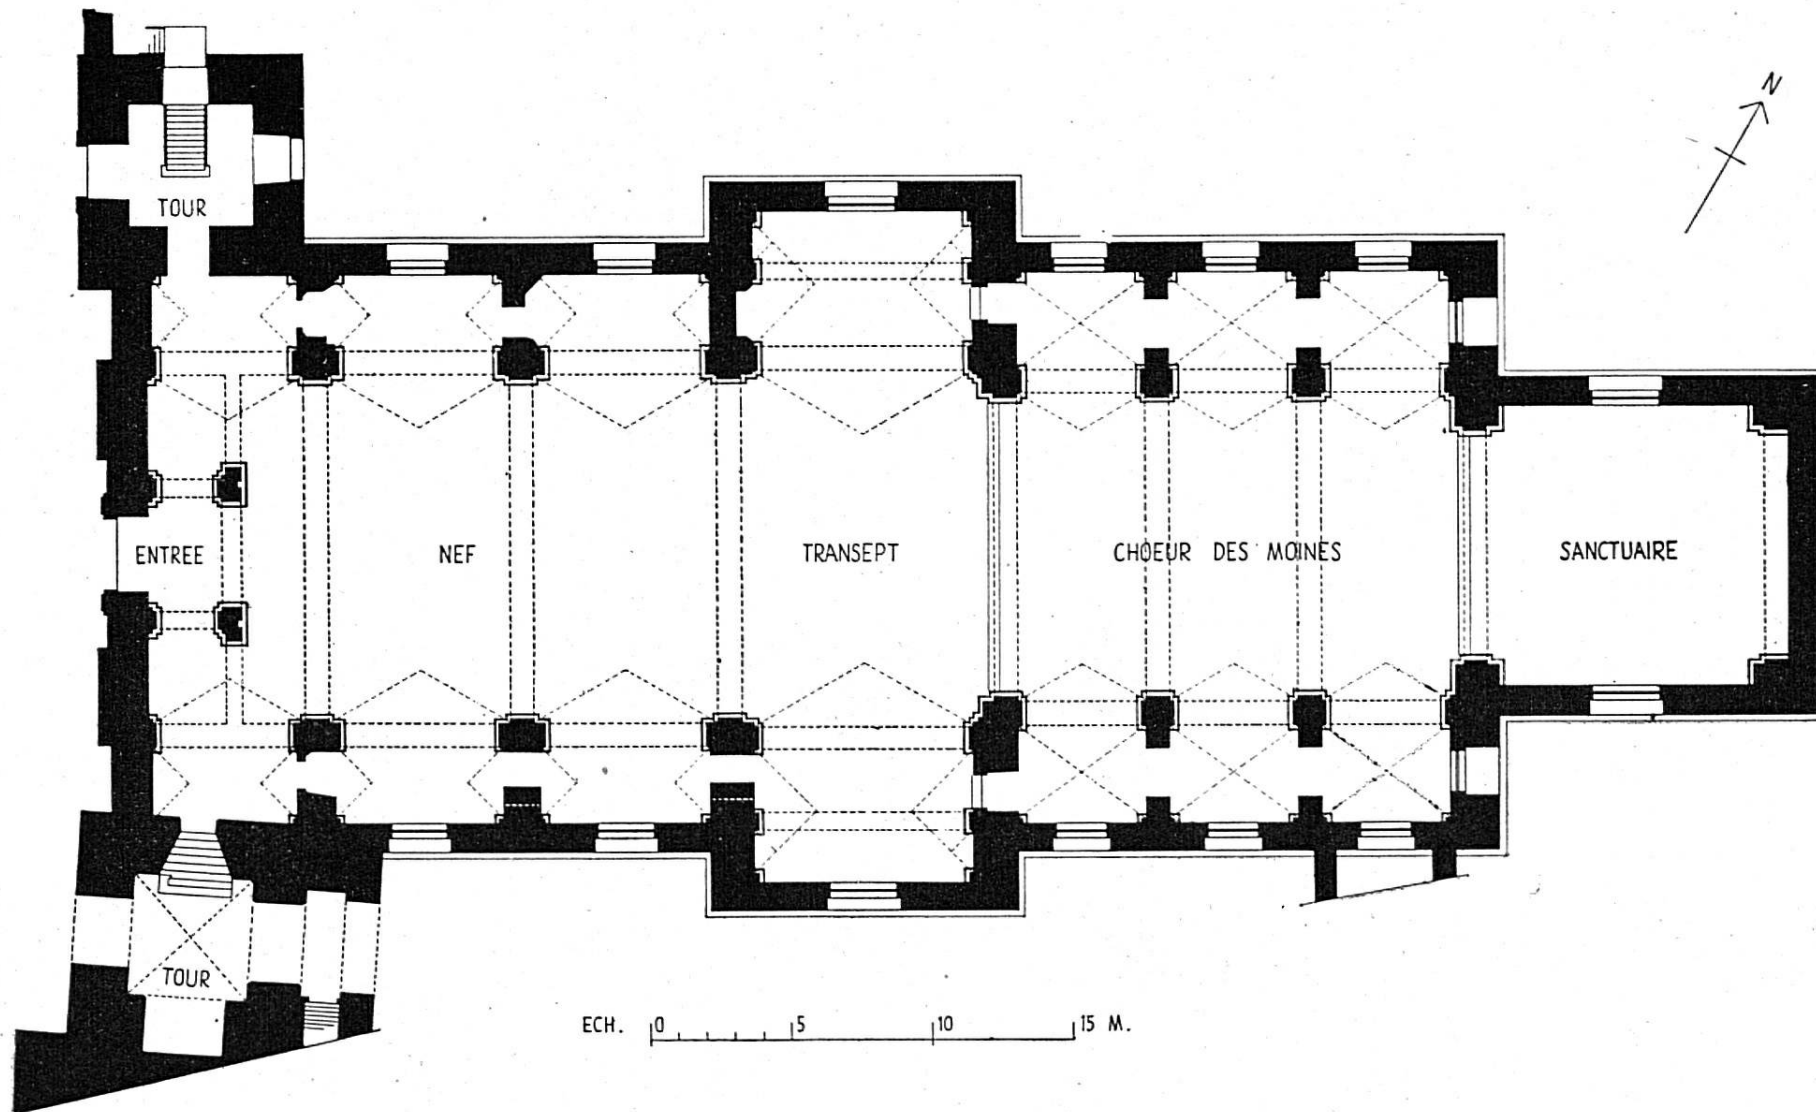 N
TOUR
ENTREE NEF TRANSEPT CHOEUR DES MOINES SANCTUAIRE
TOUR
ECH. 0 5 10 15 M.